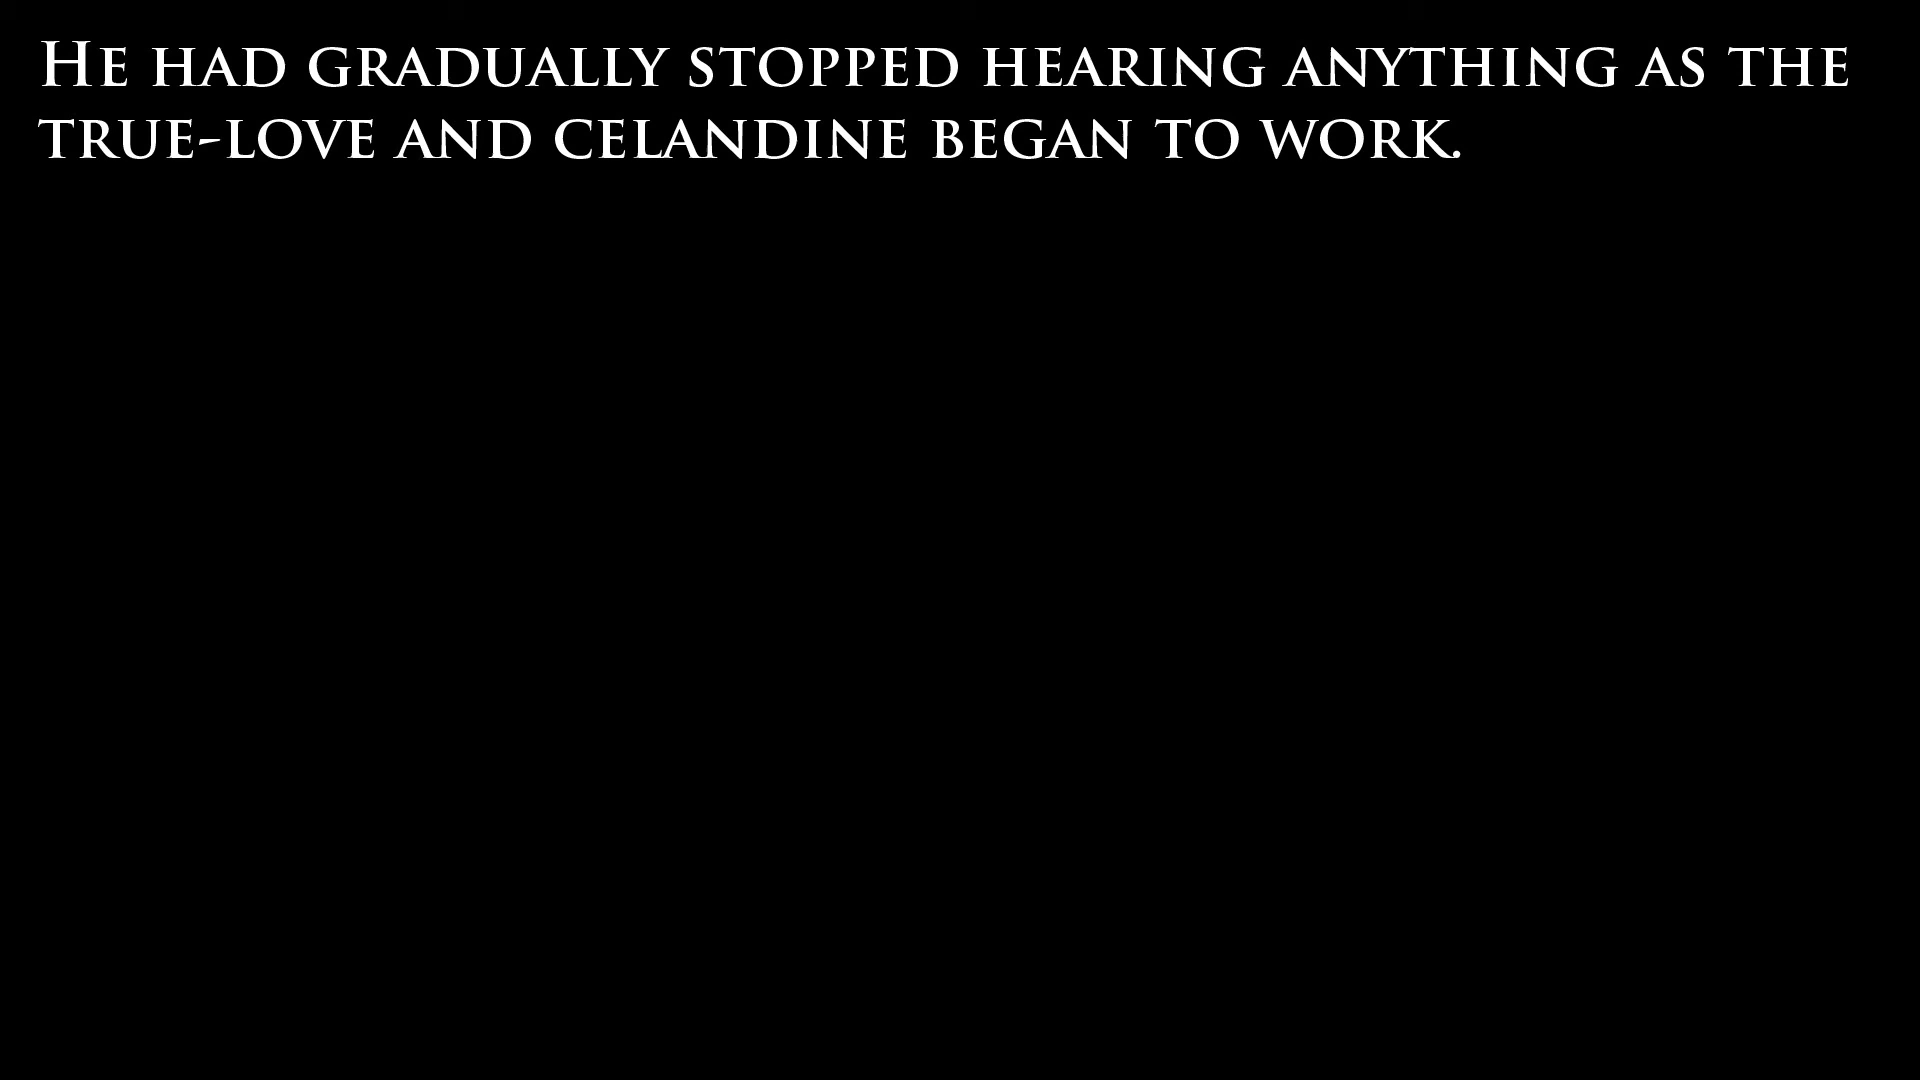 He had gradually stopped hearing anything as the
true-love and celandine began to work.